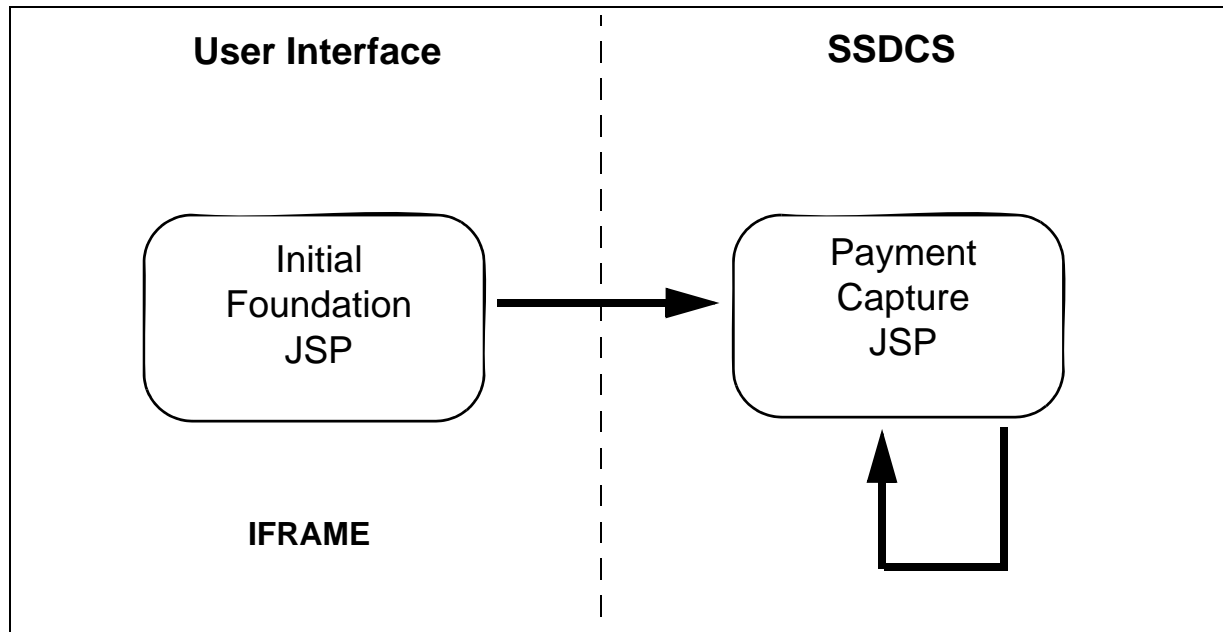 User Interface
SSDCS
Initial
Foundation
JSP
Payment
Capture
JSP
IFRAME